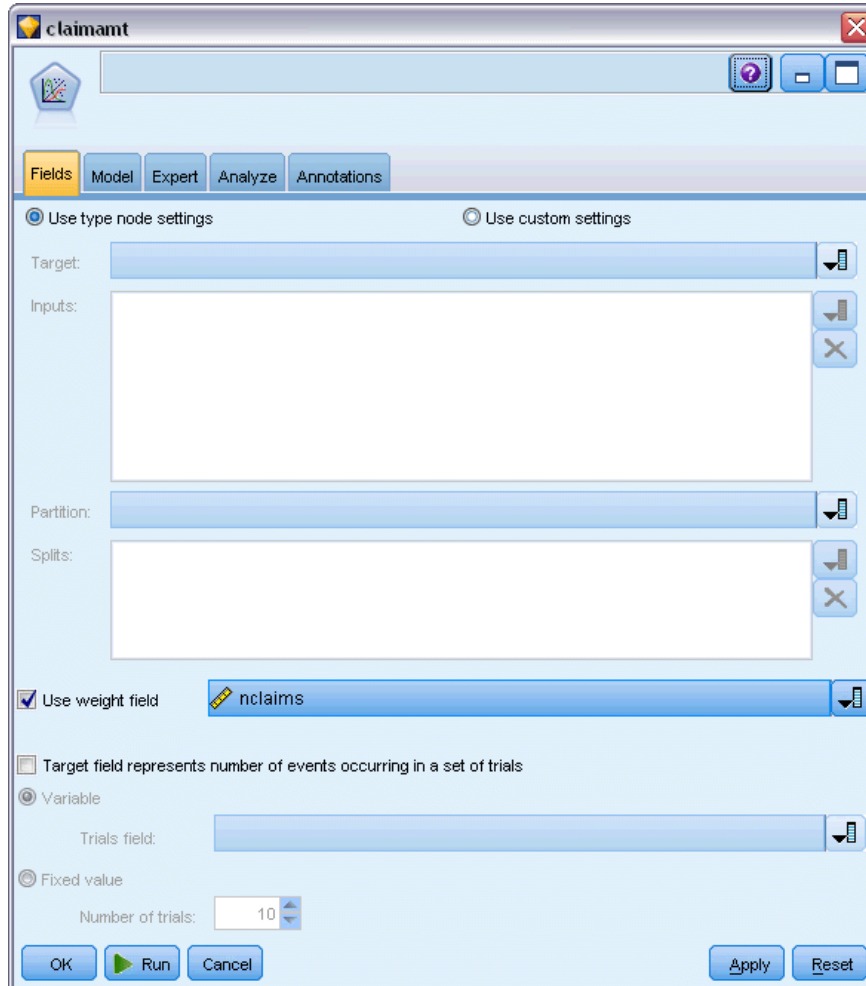 claimamt
Fields Model Expert Analyze Annotations
Use type node settings Use custom settings
Target:
Inputs:
Partition:
Splits:
Use weight field nclaims
Target field represents number of events occurring in a set of trials
Variable
Trials field:
Fixed value
Number of trials: 10
OK Run Cancel Apply Reset